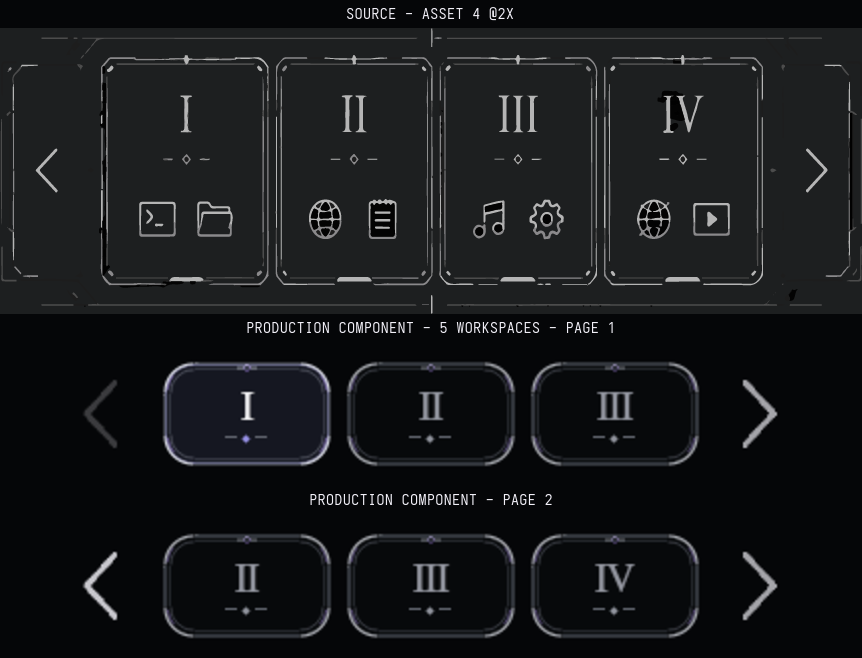 SOURCE - ASSET 4 @2X
I II III IV
PRODUCTION COMPONENT - 5 WORKSPACES - PAGE 1
I II III
PRODUCTION COMPONENT - PAGE 2
II III IV